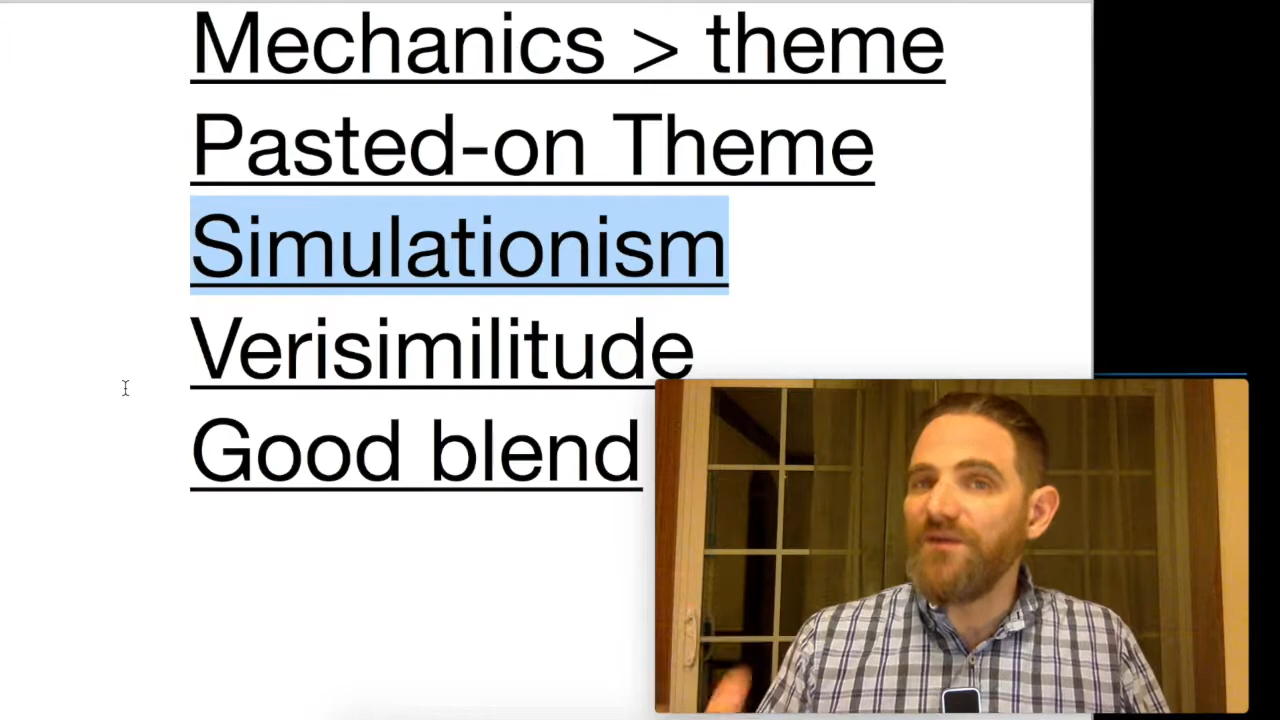 Mechanics > theme
Pasted-on Theme
Simulationism
Verisimilitude
Good blend